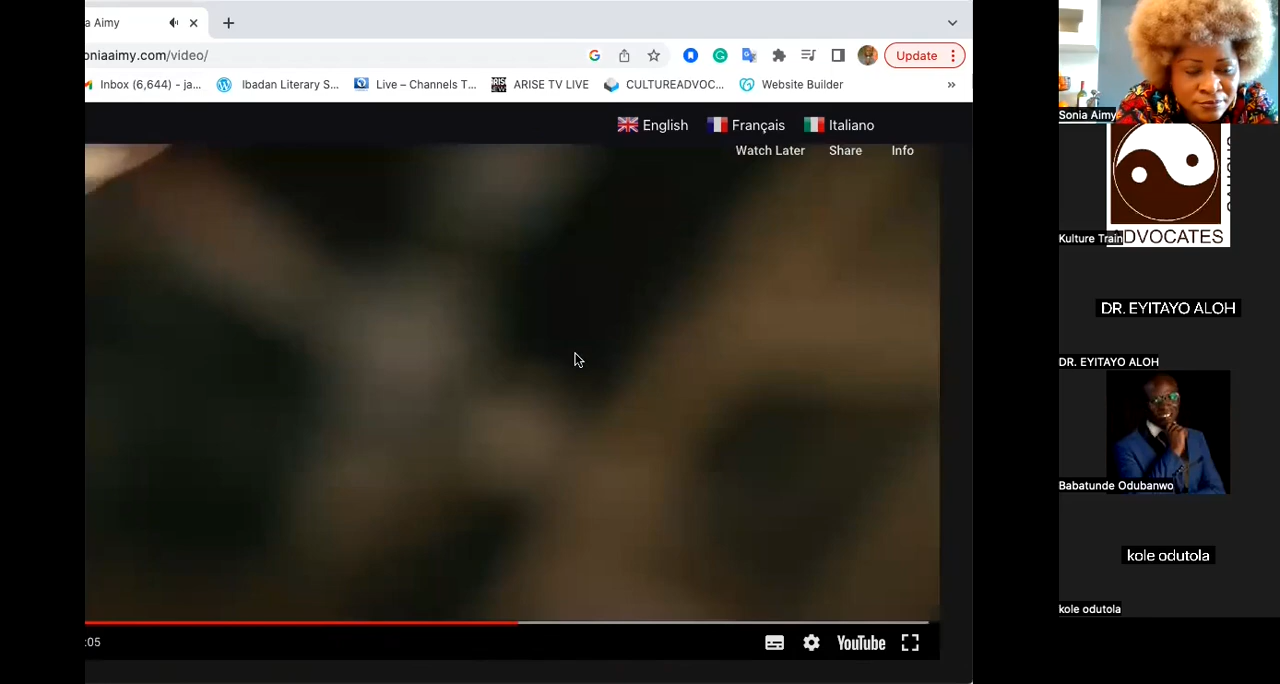 a Aimy
oniaaimy.com/video/
Update
Inbox (6,644) - ja...
Ibadan Literary S...
Live – Channels T...
ARISE TV LIVE
CULTUREADVOC...
Website Builder
»
English
Français
Italiano
Watch Later
Share
Info
:05
YouTube
Sonia Aimy
CAUCUS
ADVOCATES
Kulture Train
DR. EYITAYO ALOH
DR. EYITAYO ALOH
Babatunde Odubanwo
kole odutola
kole odutola